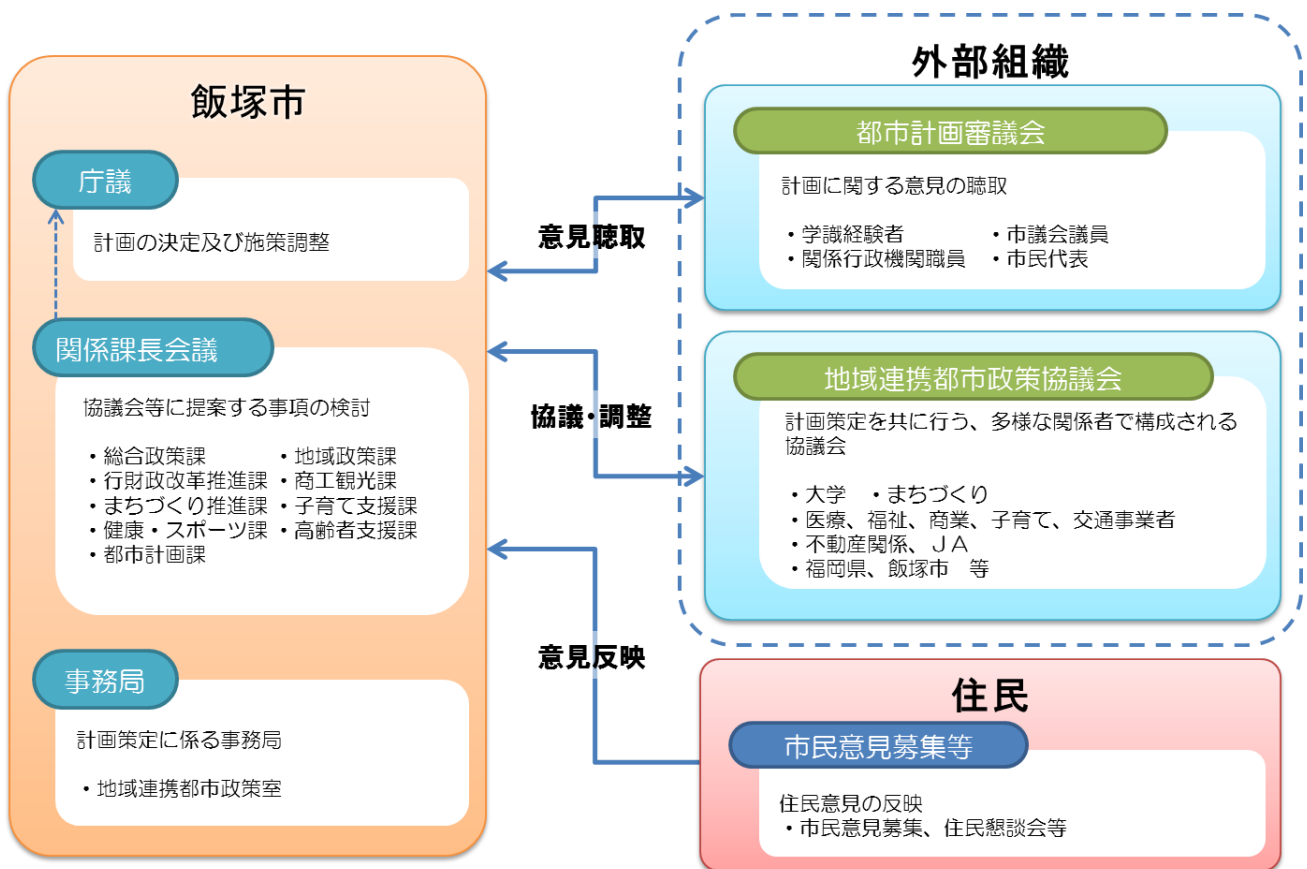 飯塚市
庁議
計画の決定及び施策調整
関係課長会議
協議会等に提案する事項の検討
・総合政策課　・地域政策課
・行財政改革推進課 ・商工観光課
・まちづくり推進課 ・子育て支援課
・健康・スポーツ課 ・高齢者支援課
・都市計画課
事務局
計画策定に係る事務局
・地域連携都市政策室
意見聴取
協議・調整
意見反映
外部組織
都市計画審議会
計画に関する意見の聴取
・学識経験者　・市議会議員
・関係行政機関職員　・市民代表
地域連携都市政策協議会
計画策定を共に行う、多様な関係者で構成される
協議会
・大学　・まちづくり
・医療、福祉、商業、子育て、交通事業者
・不動産関係、ＪＡ
・福岡県、飯塚市　等
住民
市民意見募集等
住民意見の反映
・市民意見募集、住民懇談会等